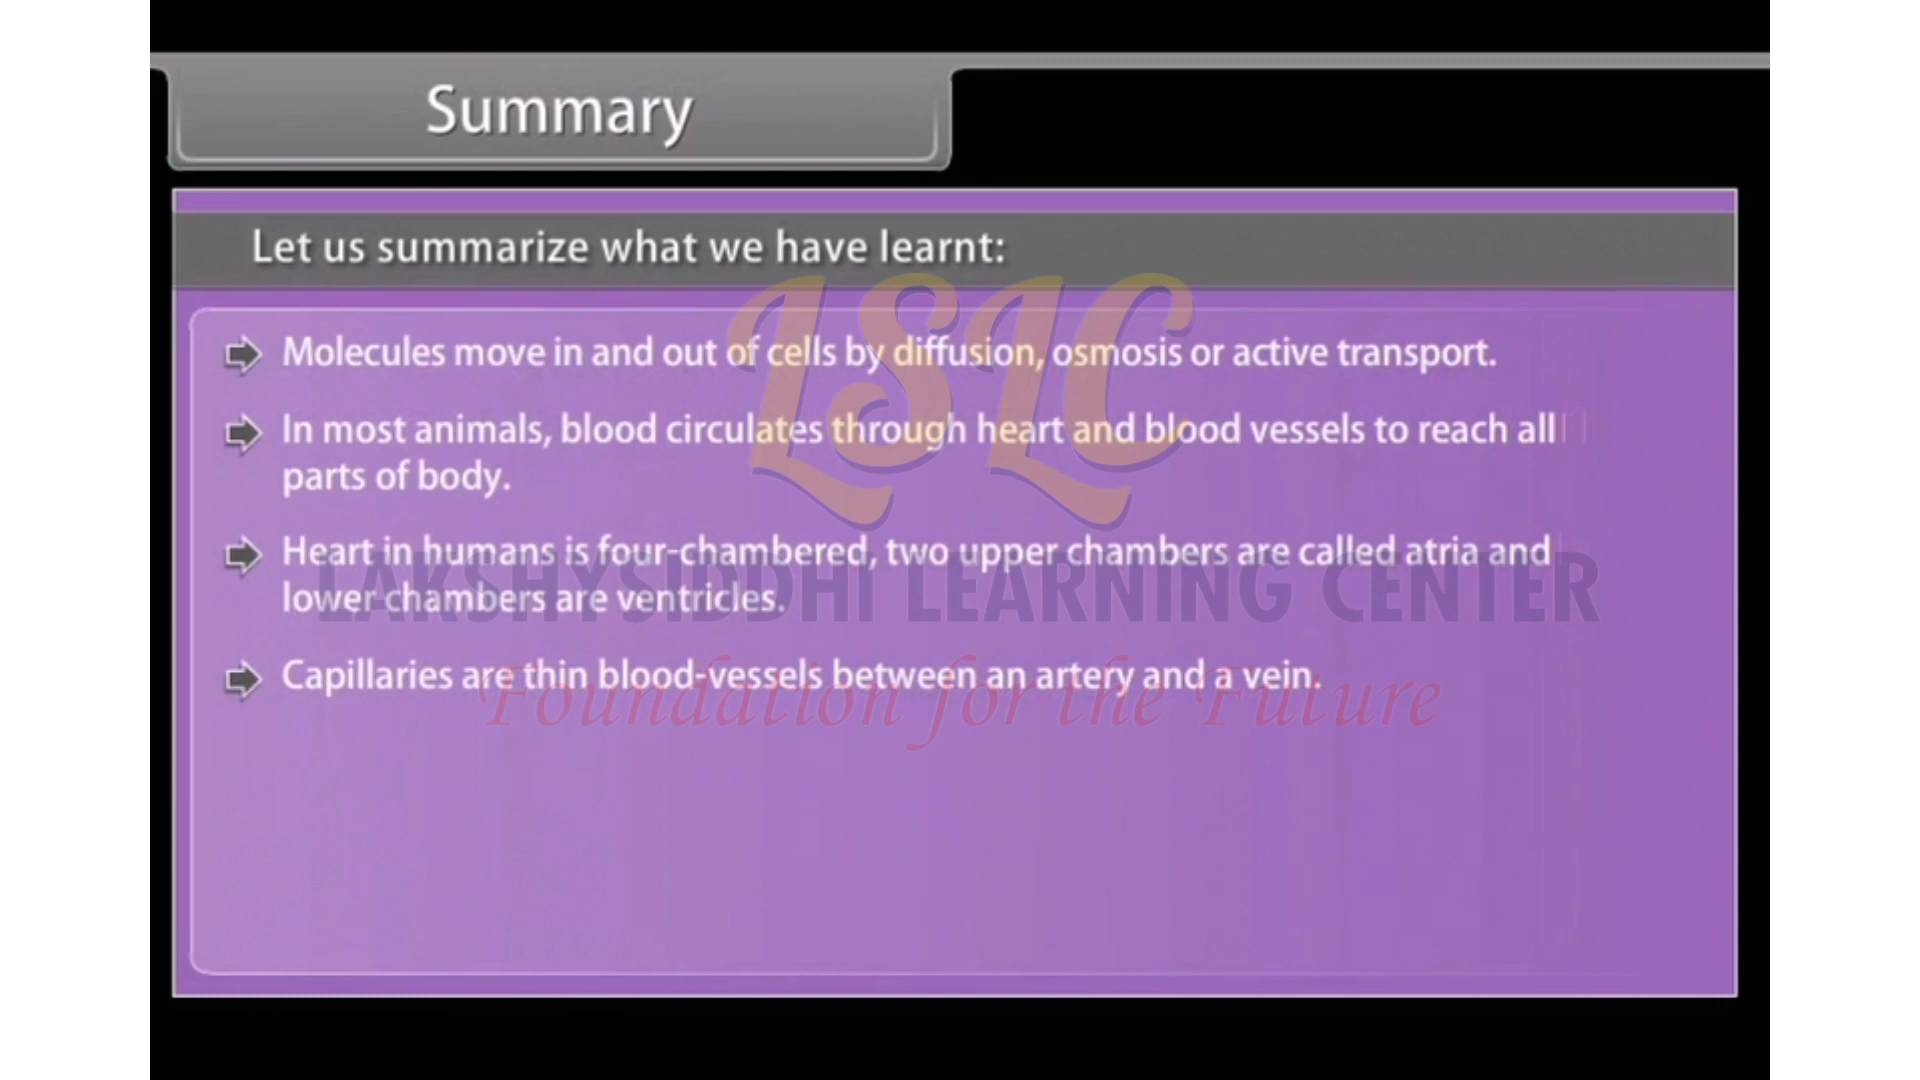 Summary
Let us summarize what we have learnt:
Molecules move in and out of cells by diffusion, osmosis or active transport.
In most animals, blood circulates through heart and blood vessels to reach all
parts of body.
Heart in humans is four-chambered, two upper chambers are called atria and
lower chambers are ventricles.
Capillaries are thin blood-vessels between an artery and a vein.
LSLC
LAKSHYSIDDHI LEARNING CENTER
Foundation for the Future